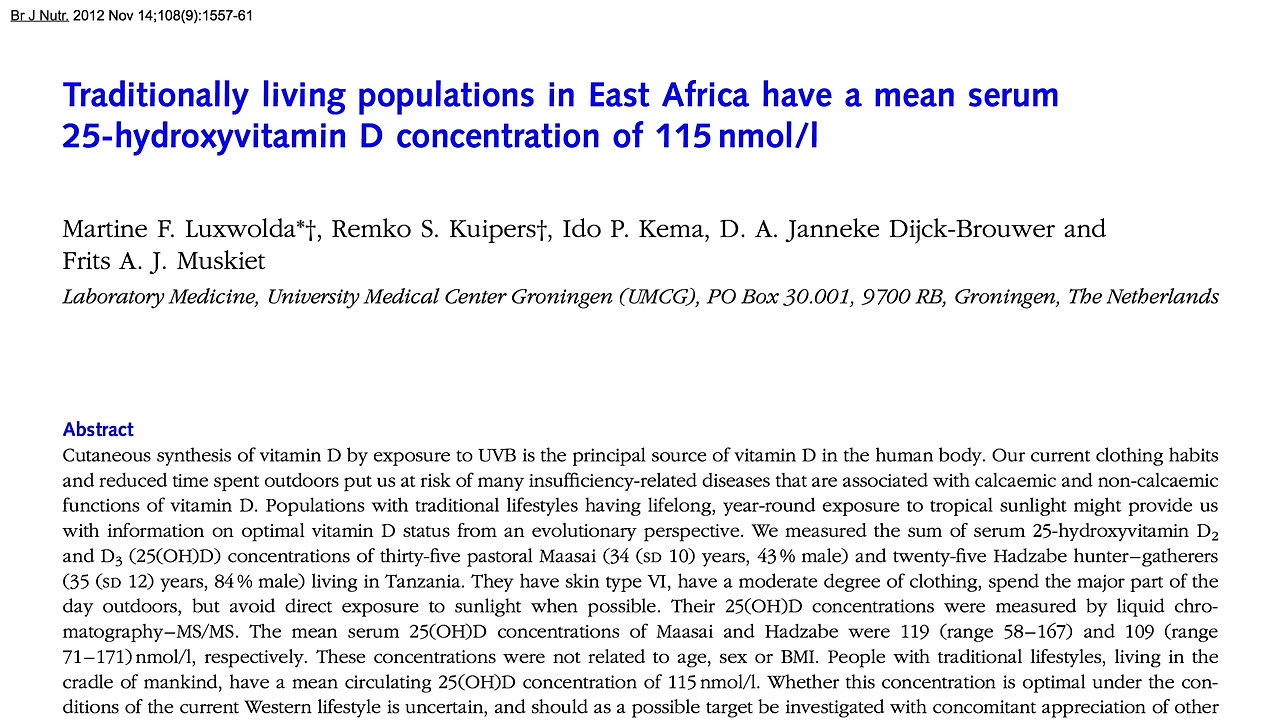 Br J Nutr. 2012 Nov 14;108(9):1557-61
Traditionally living populations in East Africa have a mean serum
25-hydroxyvitamin D concentration of 115 nmol/l
Martine F. Luxwolda*†, Remko S. Kuipers†, Ido P. Kema, D. A. Janneke Dijck-Brouwer and
Frits A. J. Muskiet
Laboratory Medicine, University Medical Center Groningen (UMCG), PO Box 30.001, 9700 RB, Groningen, The Netherlands
Abstract
Cutaneous synthesis of vitamin D by exposure to UVB is the principal source of vitamin D in the human body. Our current clothing habits
and reduced time spent outdoors put us at risk of many insufficiency-related diseases that are associated with calcaemic and non-calcaemic
functions of vitamin D. Populations with traditional lifestyles having lifelong, year-round exposure to tropical sunlight might provide us
with information on optimal vitamin D status from an evolutionary perspective. We measured the sum of serum 25-hydroxyvitamin D₂
and D₃ (25(OH)D) concentrations of thirty-five pastoral Maasai (34 (SD 10) years, 43 % male) and twenty-five Hadzabe hunter–gatherers
(35 (SD 12) years, 84 % male) living in Tanzania. They have skin type VI, have a moderate degree of clothing, spend the major part of the
day outdoors, but avoid direct exposure to sunlight when possible. Their 25(OH)D concentrations were measured by liquid chro-
matography–MS/MS. The mean serum 25(OH)D concentrations of Maasai and Hadzabe were 119 (range 58–167) and 109 (range
71–171) nmol/l, respectively. These concentrations were not related to age, sex or BMI. People with traditional lifestyles, living in the
cradle of mankind, have a mean circulating 25(OH)D concentration of 115 nmol/l. Whether this concentration is optimal under the con-
ditions of the current Western lifestyle is uncertain, and should as a possible target be investigated with concomitant appreciation of other